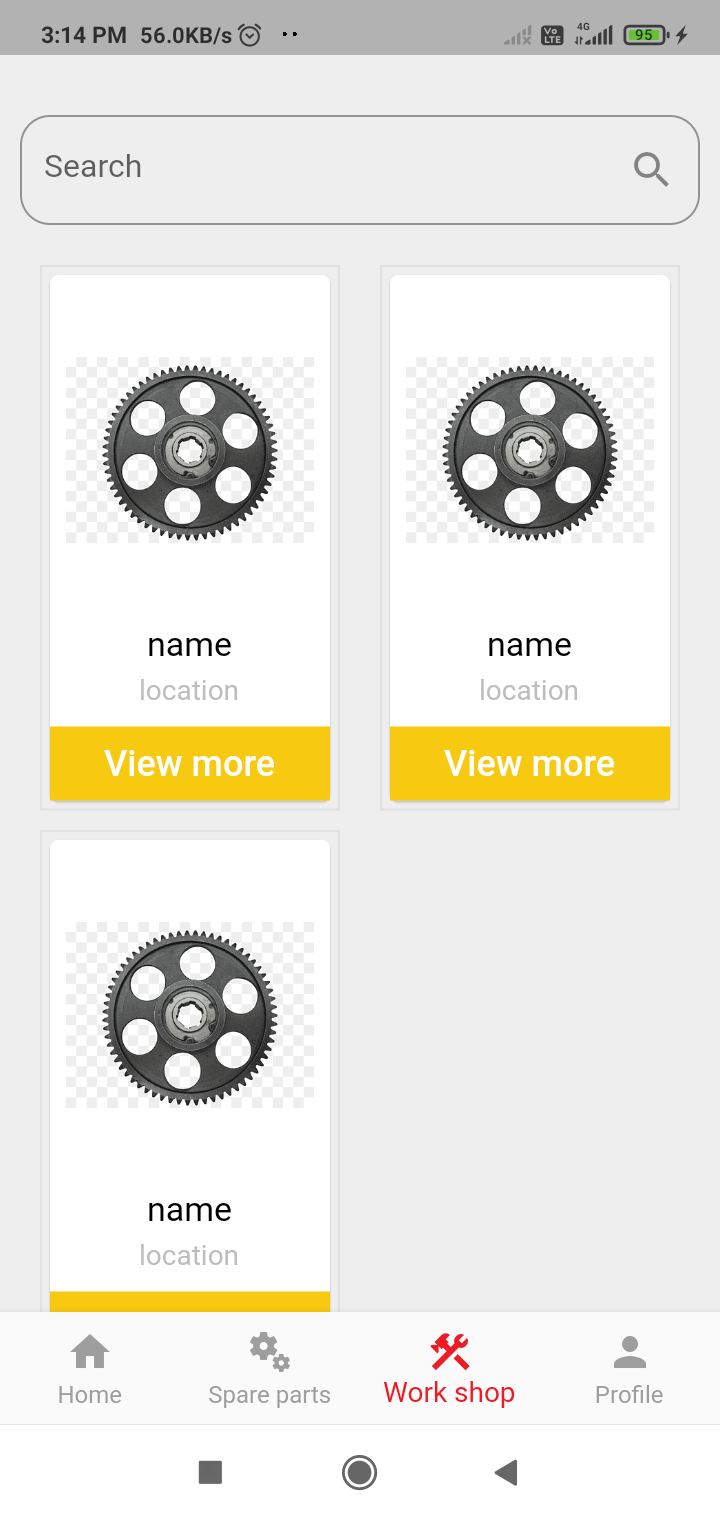 3:14 PM 56.0KB/s
Vo LTE 4G 95
Search
name name
location location
View more View more
name
location
Home Spare parts Work shop Profile